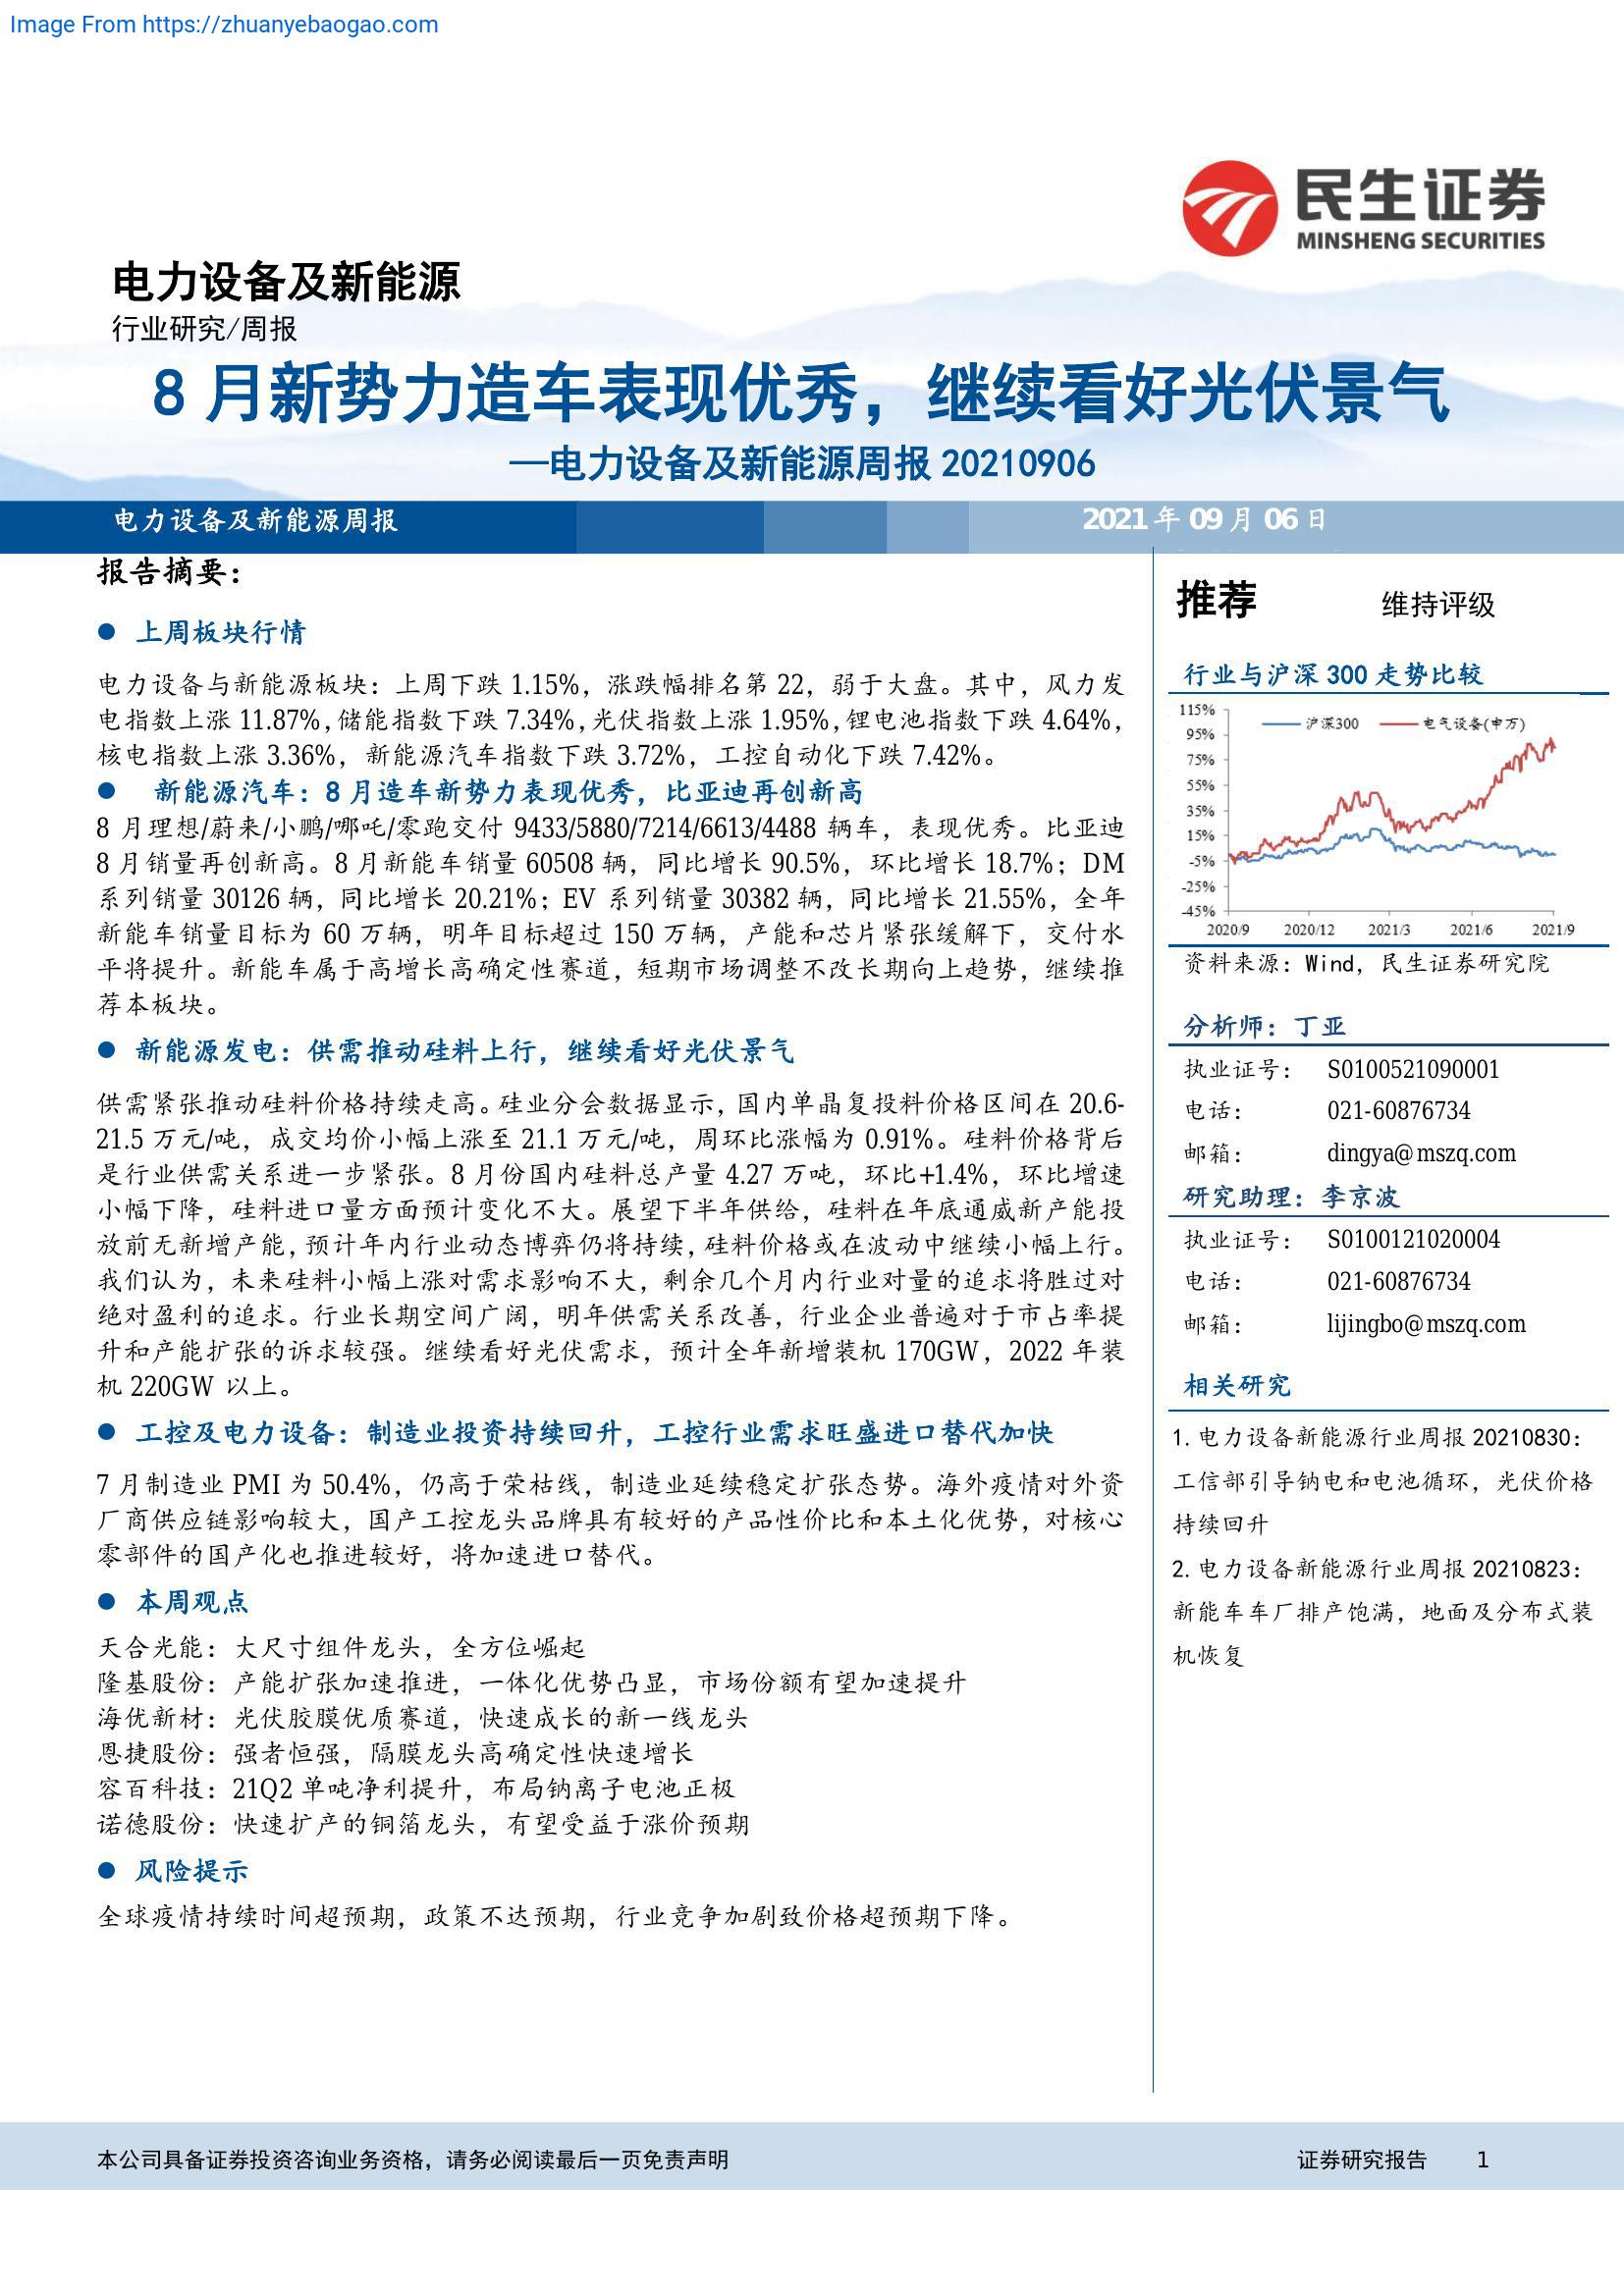 Image From https://zhuanyebaogao.com
民生证券
MINSHENG SECURITIES
电力设备及新能源
行业研究/周报
8 月新势力造车表现优秀，继续看好光伏景气
—电力设备及新能源周报 20210906
电力设备及新能源周报
2021 年 09 月 06 日
报告摘要：
● 上周板块行情
电力设备与新能源板块：上周下跌 1.15%，涨跌幅排名第 22，弱于大盘。其中，风力发
电指数上涨 11.87%，储能指数下跌 7.34%，光伏指数上涨 1.95%，锂电池指数下跌 4.64%，
核电指数上涨 3.36%，新能源汽车指数下跌 3.72%，工控自动化下跌 7.42%。
● 新能源汽车：8 月造车新势力表现优秀，比亚迪再创新高
8 月理想/蔚来/小鹏/哪吒/零跑交付 9433/5880/7214/6613/4488 辆车，表现优秀。比亚迪
8 月销量再创新高。8 月新能车销量 60508 辆，同比增长 90.5%，环比增长 18.7%；DM
系列销量 30126 辆，同比增长 20.21%；EV 系列销量 30382 辆，同比增长 21.55%，全年
新能车销量目标为 60 万辆，明年目标超过 150 万辆，产能和芯片紧张缓解下，交付水
平将提升。新能车属于高增长高确定性赛道，短期市场调整不改长期向上趋势，继续推
荐本板块。
● 新能源发电：供需推动硅料上行，继续看好光伏景气
供需紧张推动硅料价格持续走高。硅业分会数据显示，国内单晶复投料价格区间在 20.6-
21.5 万元/吨，成交均价小幅上涨至 21.1 万元/吨，周环比涨幅为 0.91%。硅料价格背后
是行业供需关系进一步紧张。8 月份国内硅料总产量 4.27 万吨，环比+1.4%，环比增速
小幅下降，硅料进口量方面预计变化不大。展望下半年供给，硅料在年底通威新产能投
放前无新增产能，预计年内行业动态博弈仍将持续，硅料价格或在波动中继续小幅上行。
我们认为，未来硅料小幅上涨对需求影响不大，剩余几个月内行业对量的追求将胜过对
绝对盈利的追求。行业长期空间广阔，明年供需关系改善，行业企业普遍对于市占率提
升和产能扩张的诉求较强。继续看好光伏需求，预计全年新增装机 170GW，2022 年装
机 220GW 以上。
● 工控及电力设备：制造业投资持续回升，工控行业需求旺盛进口替代加快
7 月制造业 PMI 为 50.4%，仍高于荣枯线，制造业延续稳定扩张态势。海外疫情对外资
厂商供应链影响较大，国产工控龙头品牌具有较好的产品性价比和本土化优势，对核心
零部件的国产化也推进较好，将加速进口替代。
● 本周观点
天合光能：大尺寸组件龙头，全方位崛起
隆基股份：产能扩张加速推进，一体化优势凸显，市场份额有望加速提升
海优新材：光伏胶膜优质赛道，快速成长的新一线龙头
恩捷股份：强者恒强，隔膜龙头高确定性快速增长
容百科技：21Q2 单吨净利提升，布局钠离子电池正极
诺德股份：快速扩产的铜箔龙头，有望受益于涨价预期
● 风险提示
全球疫情持续时间超预期，政策不达预期，行业竞争加剧致价格超预期下降。
推荐 维持评级
行业与沪深 300 走势比较
沪深300 电气设备(申万)
115%
95%
75%
55%
35%
15%
-5%
-25%
-45%
2020/9 2020/12 2021/3 2021/6 2021/9
资料来源：Wind，民生证券研究院
分析师：丁亚
执业证号： S0100521090001
电话： 021-60876734
邮箱： dingya@mszq.com
研究助理：李京波
执业证号： S0100121020004
电话： 021-60876734
邮箱： lijingbo@mszq.com
相关研究
1.电力设备新能源行业周报 20210830：
工信部引导钠电和电池循环，光伏价格
持续回升
2.电力设备新能源行业周报 20210823：
新能车车厂排产饱满，地面及分布式装
机恢复
本公司具备证券投资咨询业务资格，请务必阅读最后一页免责声明
证券研究报告 1